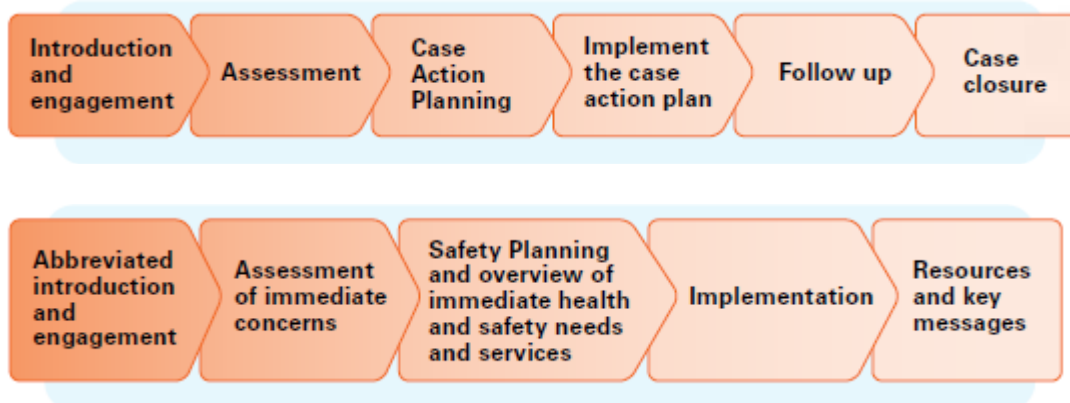 Introduction
and
engagement
Assessment
Case
Action
Planning
Implement
the case
action plan
Follow up
Case
closure
Abbreviated
introduction
and
engagement
Assessment
of immediate
concerns
Safety Planning
and overview of
immediate health
and safety needs
and services
Implementation
Resources
and key
messages